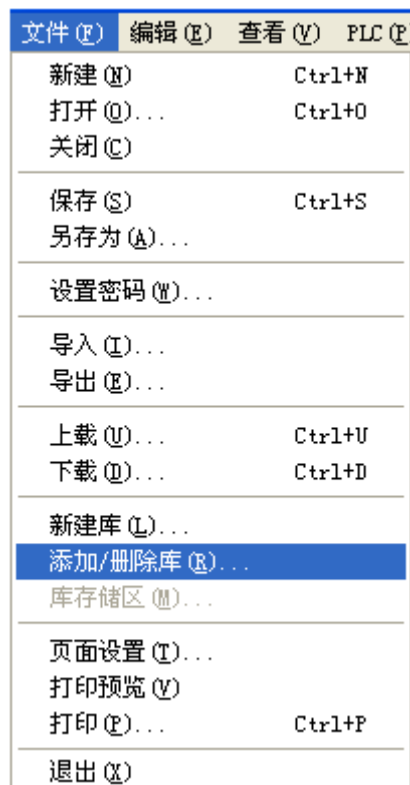 文件(F) 编辑(E) 查看(V) PLC(P
新建(N) Ctrl+N
打开(O)... Ctrl+O
关闭(C)
保存(S) Ctrl+S
另存为(A)...
设置密码(W)...
导入(I)...
导出(E)...
上载(U)... Ctrl+U
下载(D)... Ctrl+D
新建库(L)...
添加/删除库(R)...
库存储区(M)...
页面设置(T)...
打印预览(V)
打印(P)... Ctrl+P
退出(X)